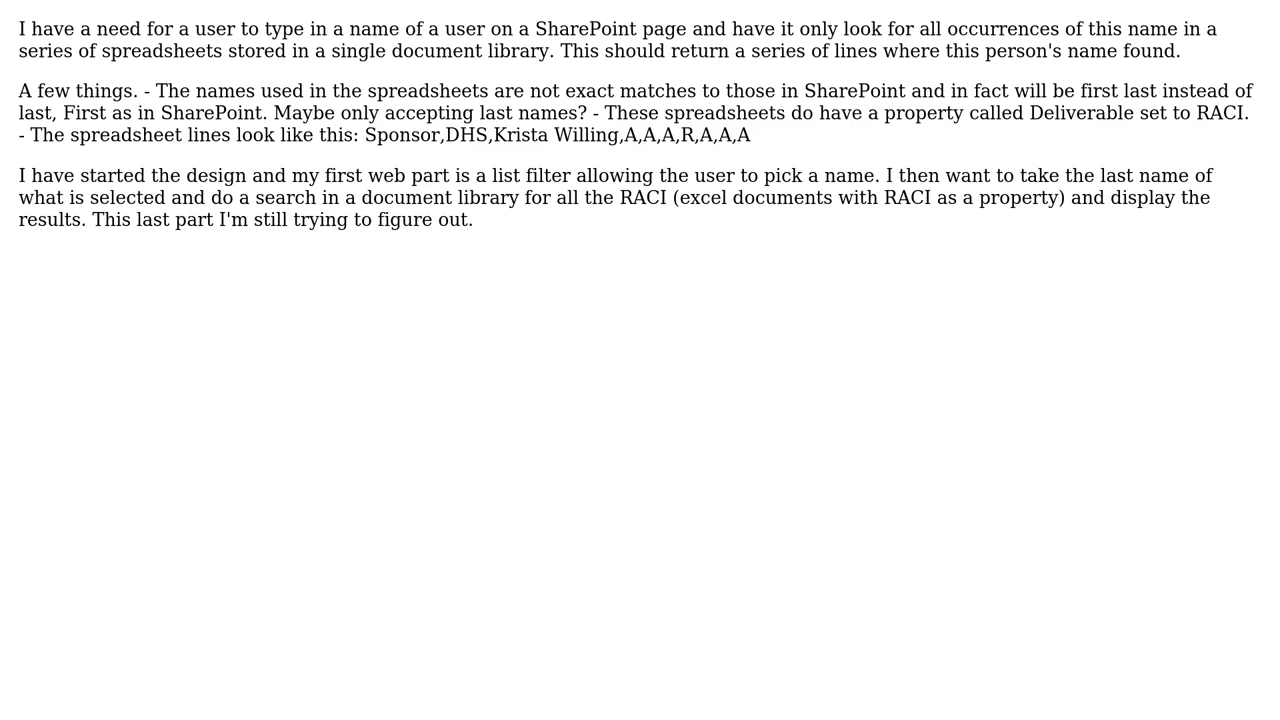 I have a need for a user to type in a name of a user on a SharePoint page and have it only look for all occurrences of this name in a
series of spreadsheets stored in a single document library. This should return a series of lines where this person's name found.
A few things. - The names used in the spreadsheets are not exact matches to those in SharePoint and in fact will be first last instead of
last, First as in SharePoint. Maybe only accepting last names? - These spreadsheets do have a property called Deliverable set to RACI.
- The spreadsheet lines look like this: Sponsor,DHS,Krista Willing,A,A,A,R,A,A,A
I have started the design and my first web part is a list filter allowing the user to pick a name. I then want to take the last name of
what is selected and do a search in a document library for all the RACI (excel documents with RACI as a property) and display the
results. This last part I'm still trying to figure out.